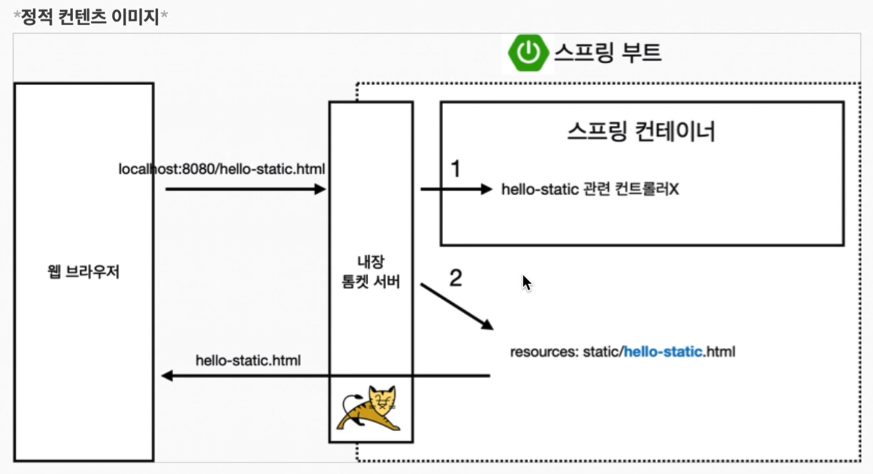 *정적 컨텐츠 이미지*
스프링 부트
스프링 컨테이너
localhost:8080/hello-static.html
1
hello-static 관련 컨트롤러X
웹 브라우저
내장
톰켓 서버
2
resources: static/hello-static.html
hello-static.html